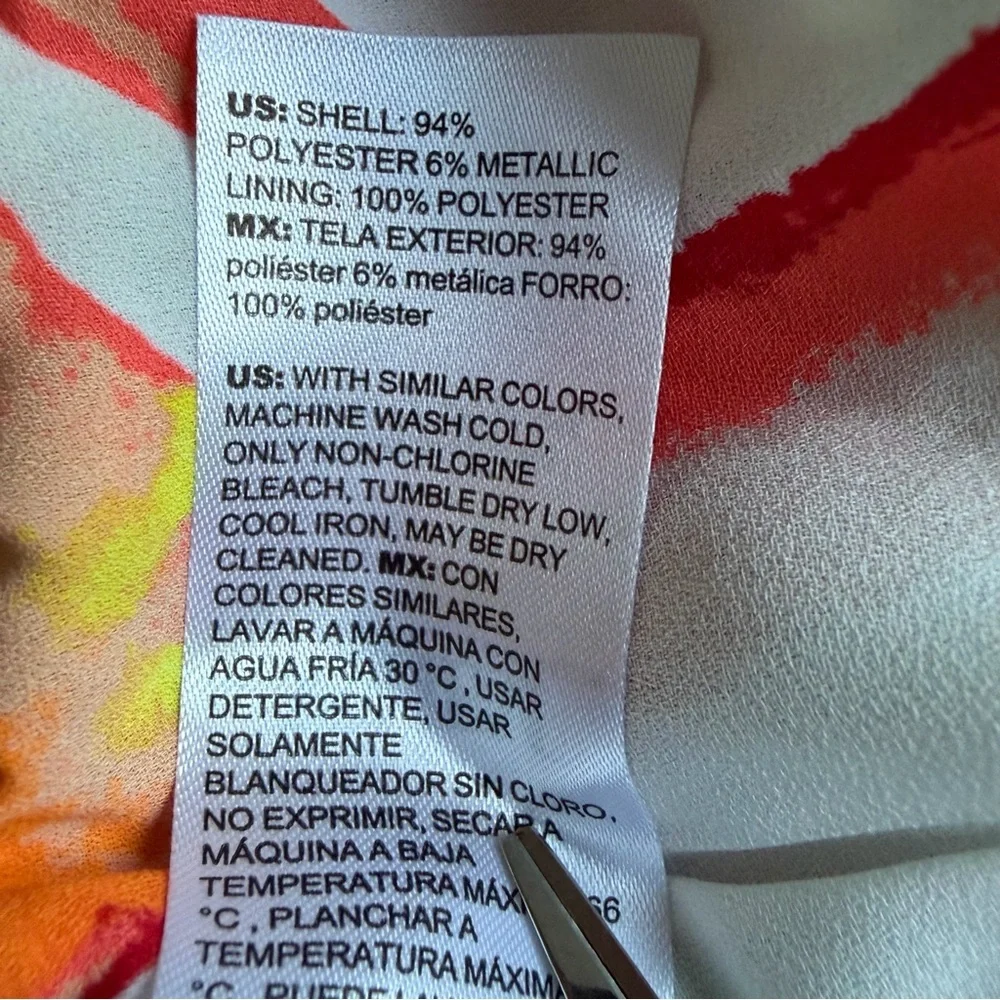 US: SHELL: 94%
POLYESTER 6% METALLIC
LINING: 100% POLYESTER
MX: TELA EXTERIOR: 94%
poliéster 6% metálica FORRO:
100% poliéster
US: WITH SIMILAR COLORS,
MACHINE WASH COLD,
ONLY NON-CHLORINE
BLEACH, TUMBLE DRY LOW,
COOL IRON, MAY BE DRY
CLEANED. MX: CON
COLORES SIMILARES,
LAVAR A MÁQUINA CON
AGUA FRÍA 30 °C , USAR
DETERGENTE, USAR
SOLAMENTE
BLANQUEADOR SIN CLORO,
NO EXPRIMIR, SECAR A
MÁQUINA A BAJA
TEMPERATURA
°C , PLANCHAR A
TEMPERATURA MÁXIMA
°C , PUEDE